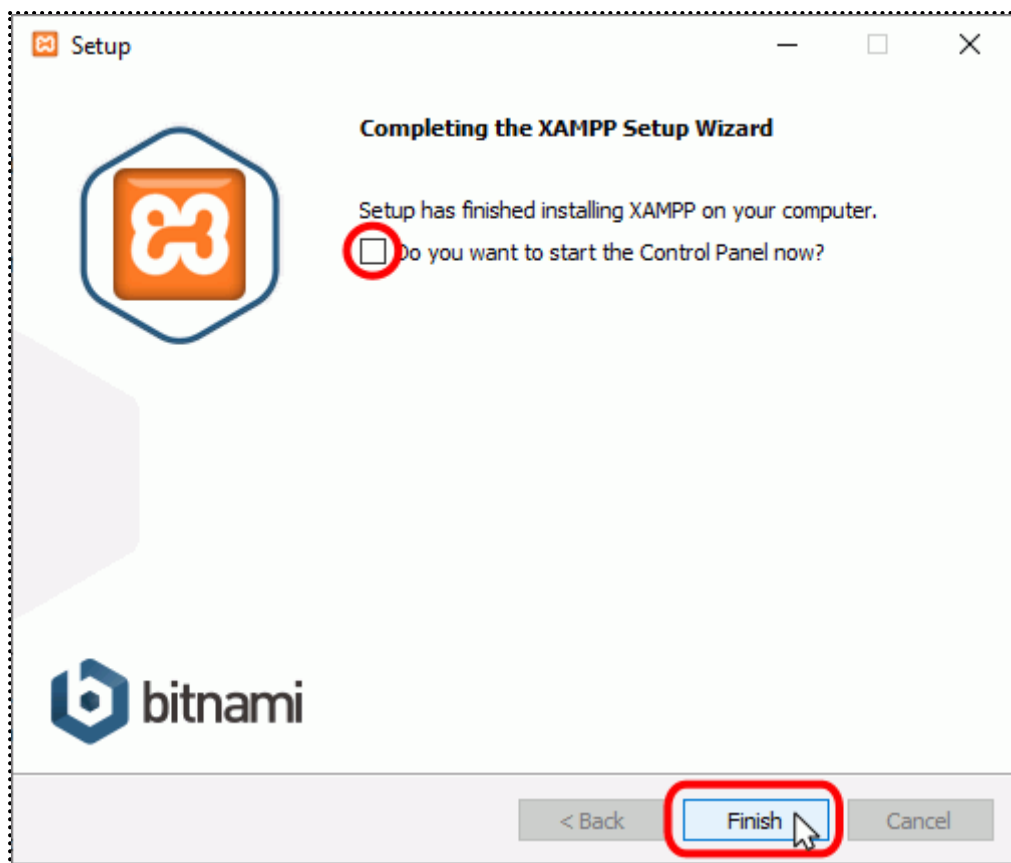 Setup
Completing the XAMPP Setup Wizard
Setup has finished installing XAMPP on your computer.
Do you want to start the Control Panel now?
bitnami
< Back
Finish
Cancel